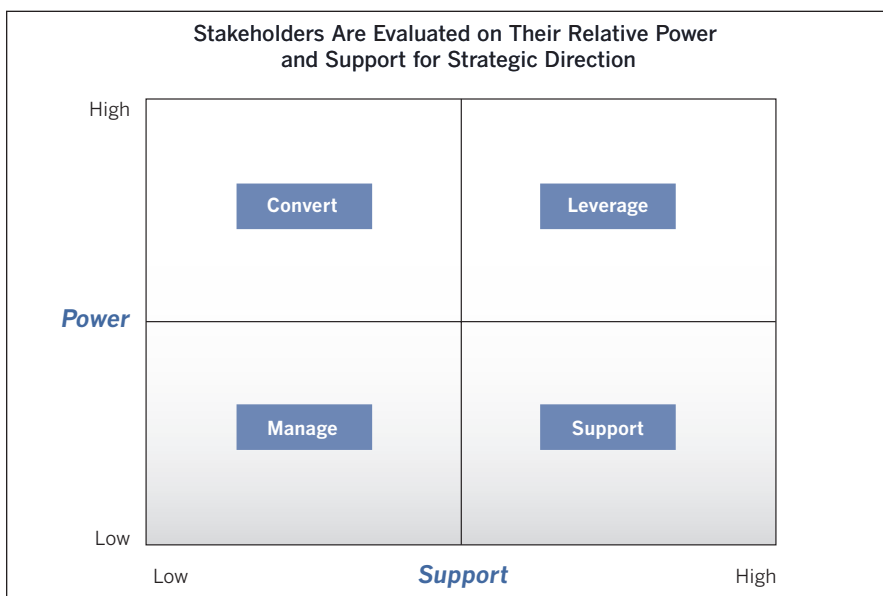 Stakeholders Are Evaluated on Their Relative Power
and Support for Strategic Direction
High
Convert
Leverage
Power
Manage
Support
Low
Low
Support
High